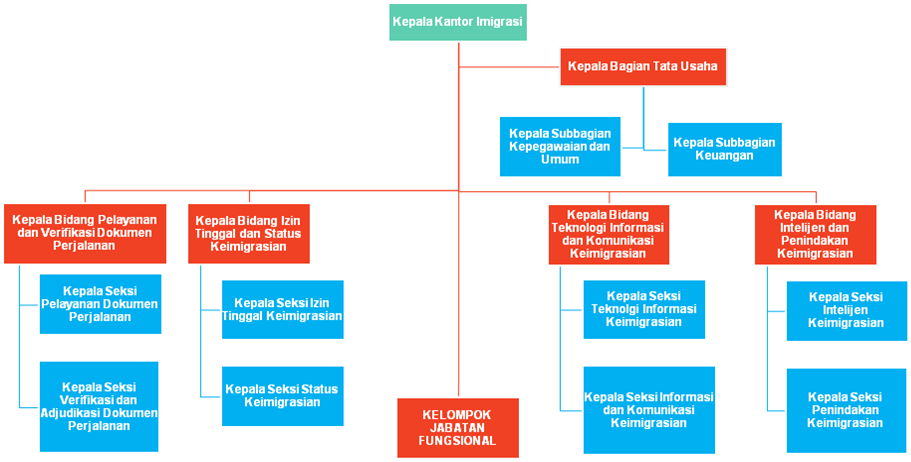 Kepala Kantor Imigrasi
Kepala Bagian Tata Usaha
Kepala Subbagian
Kepegawaian dan
Umum
Kepala Subbagian
Keuangan
Kepala Bidang Pelayanan
dan Verifikasi Dokumen
Perjalanan
Kepala Bidang Izin
Tinggal dan Status
Keimigrasian
Kepala Bidang
Teknologi Informasi
dan Komunikasi
Keimigrasian
Kepala Bidang
Intelijen dan
Penindakan
Keimigrasian
Kepala Seksi
Pelayanan Dokumen
Perjalanan
Kepala Seksi Izin
Tinggal Keimigrasian
Kepala Seksi
Teknolgi Informasi
Keimigrasian
Kepala Seksi
Intelijen
Keimigrasian
Kepala Seksi
Verifikasi dan
Adjudikasi Dokumen
Perjalanan
Kepala Seksi Status
Keimigrasian
KELOMPOK
JABATAN
FUNGSIONAL
Kepala Seksi Informasi
dan Komunikasi
Keimigrasian
Kepala Seksi
Penindakan
Keimigrasian